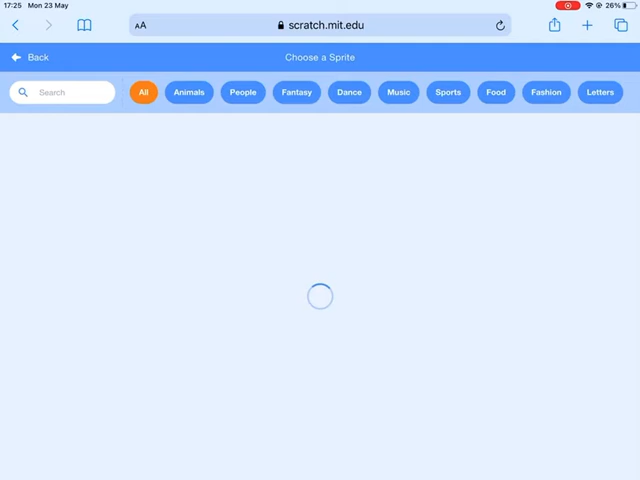 17:25 Mon 23 May 26%
AA scratch.mit.edu
Back Choose a Sprite
Search All Animals People Fantasy Dance Music Sports Food Fashion Letters